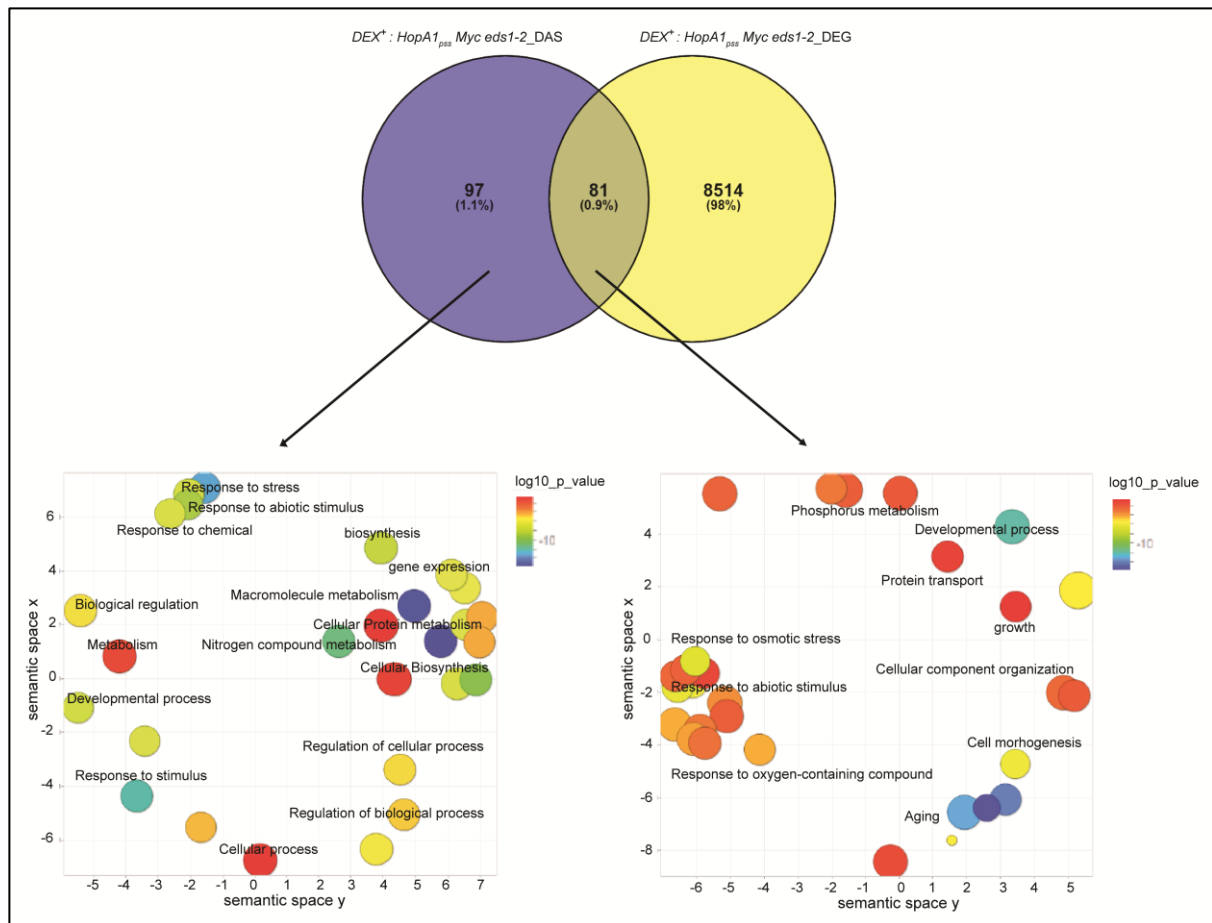 DEX⁺ : HopA1pss Myc eds1-2_DAS
DEX⁺ : HopA1pss Myc eds1-2_DEG
97
(1.1%)
81
(0.9%)
8514
(98%)
Response to stress
Response to abiotic stimulus
Response to chemical
biosynthesis
gene expression
Macromolecule metabolism
Biological regulation
Cellular Protein metabolism
Metabolism
Nitrogen compound metabolism
Cellular Biosynthesis
Developmental process
Regulation of cellular process
Response to stimulus
Regulation of biological process
Cellular process
semantic space x
6
4
2
0
-2
-4
-6
-5
-4
-3
-2
-1
0
1
2
3
4
5
6
7
semantic space y
log10_p_value
-10
Phosphorus metabolism
Developmental process
Protein transport
growth
Response to osmotic stress
Cellular component organization
Response to abiotic stimulus
Cell morhogenesis
Response to oxygen-containing compound
Aging
semantic space x
4
2
0
-2
-4
-6
-8
-6
-5
-4
-3
-2
-1
0
1
2
3
4
5
semantic space y
log10_p_value
-10